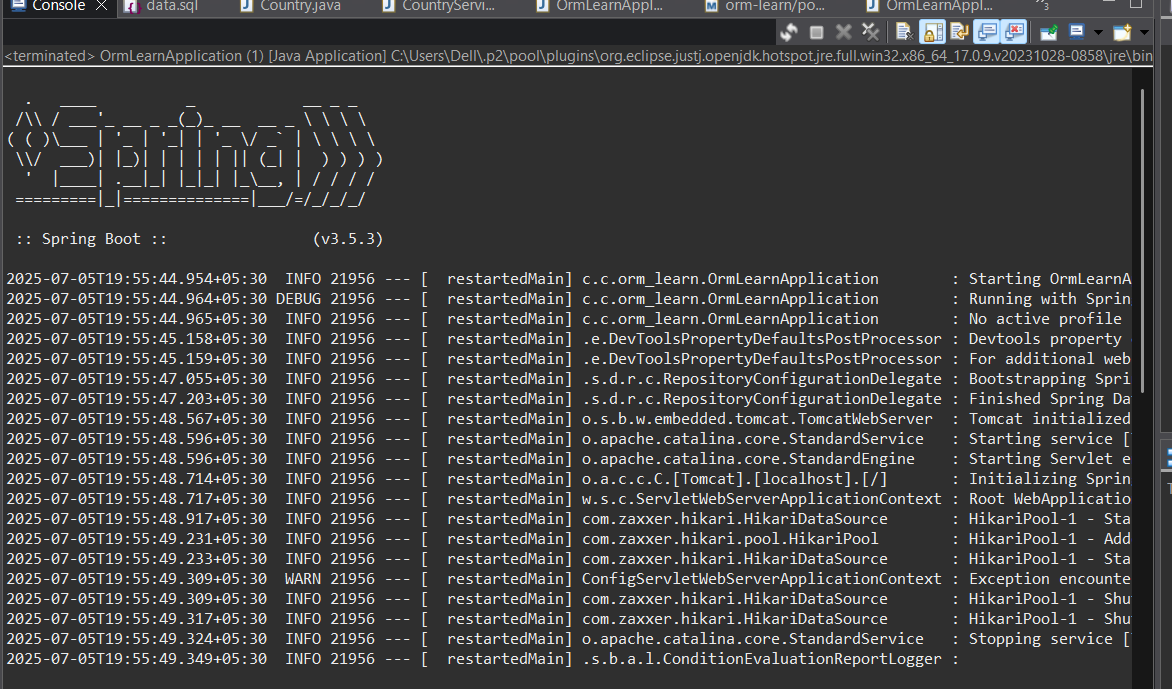 Console
data.sql
Country.java
CountryServi...
OrmLearnAppl...
orm-learn/po...
OrmLearnAppl...
3
<terminated> OrmLearnApplication (1) [Java Application] C:\Users\Dell\.p2\pool\plugins\org.eclipse.justj.openjdk.hotspot.jre.full.win32.x86_64_17.0.9.v20231028-0858\jre\bin
Spring
:: Spring Boot ::                (v3.5.3)
2025-07-05T19:55:44.954+05:30  INFO 21956 --- [  restartedMain] c.c.orm_learn.OrmLearnApplication        : Starting OrmLearnA
2025-07-05T19:55:44.964+05:30 DEBUG 21956 --- [  restartedMain] c.c.orm_learn.OrmLearnApplication        : Running with Sprin
2025-07-05T19:55:44.965+05:30  INFO 21956 --- [  restartedMain] c.c.orm_learn.OrmLearnApplication        : No active profile
2025-07-05T19:55:45.158+05:30  INFO 21956 --- [  restartedMain] .e.DevToolsPropertyDefaultsPostProcessor : Devtools property
2025-07-05T19:55:45.159+05:30  INFO 21956 --- [  restartedMain] .e.DevToolsPropertyDefaultsPostProcessor : For additional web
2025-07-05T19:55:47.055+05:30  INFO 21956 --- [  restartedMain] .s.d.r.c.RepositoryConfigurationDelegate : Bootstrapping Spri
2025-07-05T19:55:47.203+05:30  INFO 21956 --- [  restartedMain] .s.d.r.c.RepositoryConfigurationDelegate : Finished Spring Da
2025-07-05T19:55:48.567+05:30  INFO 21956 --- [  restartedMain] o.s.b.w.embedded.tomcat.TomcatWebServer  : Tomcat initialized
2025-07-05T19:55:48.596+05:30  INFO 21956 --- [  restartedMain] o.apache.catalina.core.StandardService   : Starting service [
2025-07-05T19:55:48.596+05:30  INFO 21956 --- [  restartedMain] o.apache.catalina.core.StandardEngine    : Starting Servlet e
2025-07-05T19:55:48.714+05:30  INFO 21956 --- [  restartedMain] o.a.c.c.C.[Tomcat].[localhost].[/]       : Initializing Sprin
2025-07-05T19:55:48.717+05:30  INFO 21956 --- [  restartedMain] w.s.c.ServletWebServerApplicationContext : Root WebApplicatio
2025-07-05T19:55:48.917+05:30  INFO 21956 --- [  restartedMain] com.zaxxer.hikari.HikariDataSource       : HikariPool-1 - Sta
2025-07-05T19:55:49.231+05:30  INFO 21956 --- [  restartedMain] com.zaxxer.hikari.pool.HikariPool        : HikariPool-1 - Add
2025-07-05T19:55:49.233+05:30  INFO 21956 --- [  restartedMain] com.zaxxer.hikari.HikariDataSource       : HikariPool-1 - Sta
2025-07-05T19:55:49.309+05:30  WARN 21956 --- [  restartedMain] ConfigServletWebServerApplicationContext : Exception encounte
2025-07-05T19:55:49.309+05:30  INFO 21956 --- [  restartedMain] com.zaxxer.hikari.HikariDataSource       : HikariPool-1 - Shu
2025-07-05T19:55:49.317+05:30  INFO 21956 --- [  restartedMain] com.zaxxer.hikari.HikariDataSource       : HikariPool-1 - Shu
2025-07-05T19:55:49.324+05:30  INFO 21956 --- [  restartedMain] o.apache.catalina.core.StandardService   : Stopping service [
2025-07-05T19:55:49.349+05:30  INFO 21956 --- [  restartedMain] .s.b.a.l.ConditionEvaluationReportLogger :